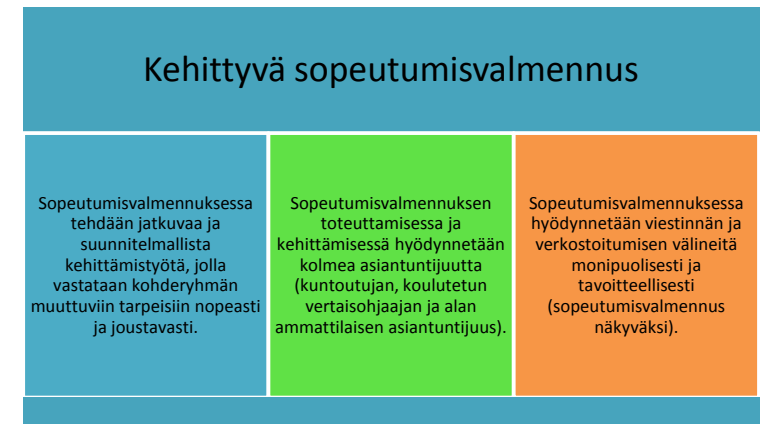 Kehittyvä sopeutumisvalmennus
Sopeutumisvalmennuksessa
tehdään jatkuvaa ja
suunnitelmallista
kehittämistyötä, jolla
vastataan kohderyhmän
muuttuviin tarpeisiin nopeasti
ja joustavasti.
Sopeutumisvalmennuksen
toteuttamisessa ja
kehittämisessä hyödynnetään
kolmea asiantuntijuutta
(kuntoutujan, koulutetun
vertaisohjaajan ja alan
ammattilaisen asiantuntijuus).
Sopeutumisvalmennuksessa
hyödynnetään viestinnän ja
verkostoitumisen välineitä
monipuolisesti ja
tavoitteellisesti
(sopeutumisvalmennus
näkyväksi).